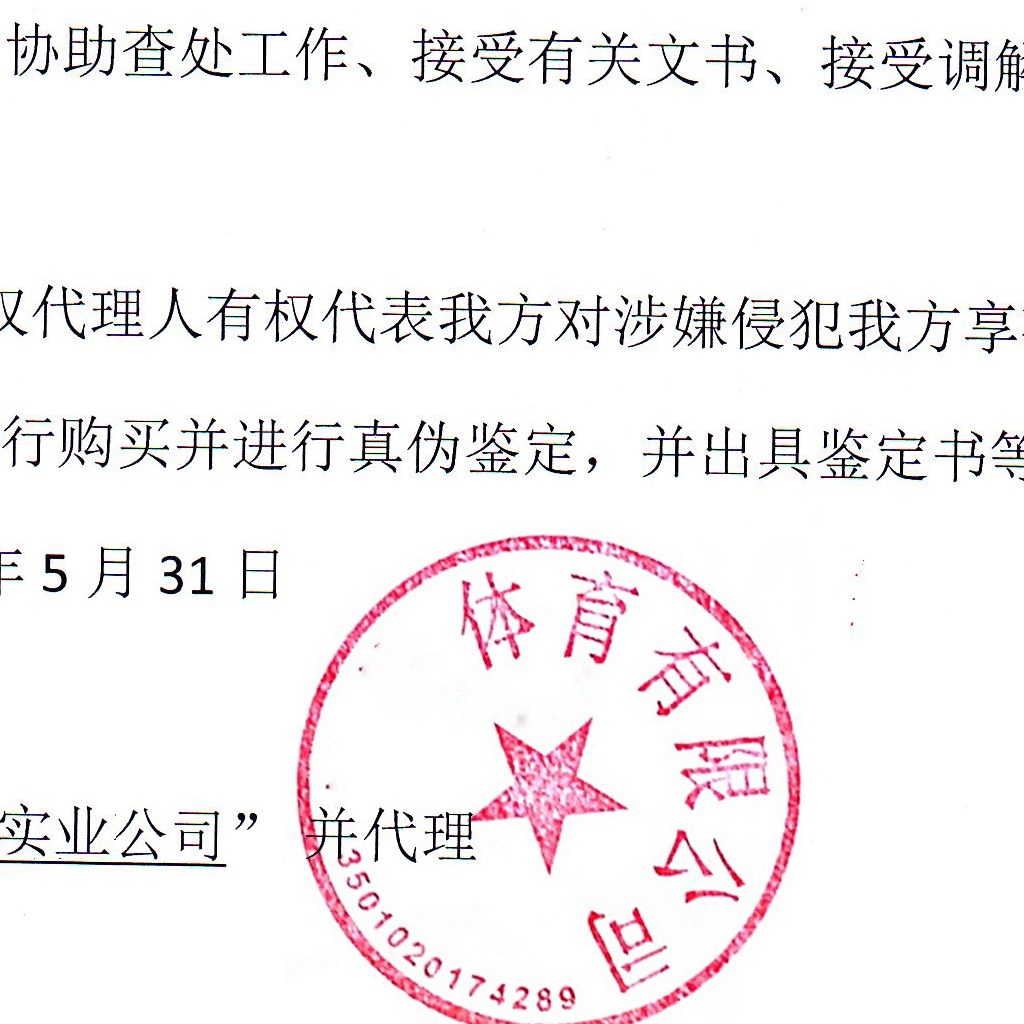 协助查处工作、接受有关文书、接受调解
权代理人有权代表我方对涉嫌侵犯我方享
行购买并进行真伪鉴定，并出具鉴定书等
年 5 月 31 日
体育有限公司
实业公司” 并代理
3501020174289